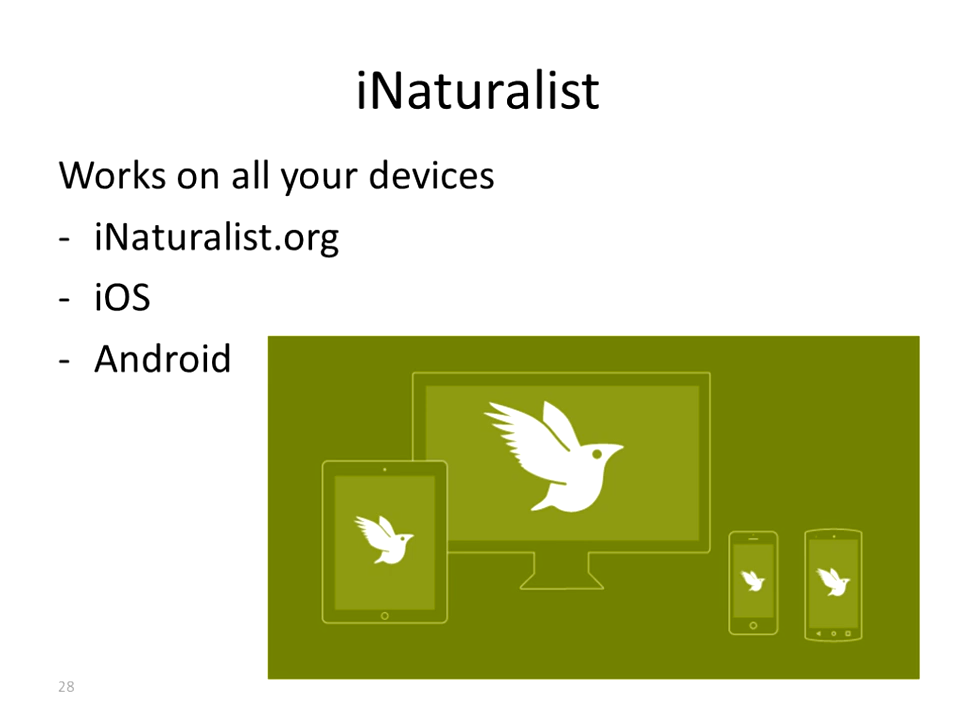 iNaturalist
Works on all your devices
- iNaturalist.org
- iOS
- Android
28